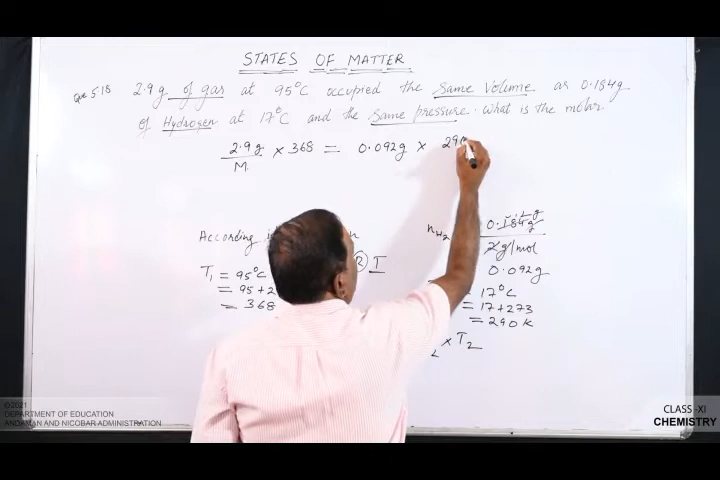 STATES OF MATTER
Que 5.18 2.9 g of gas at 95°C occupied the Same Volume as 0.184g
of Hydrogen at 17°C and the Same pressure. What is the molar
2.9 g / M × 368 = 0.092g × 290
According
nH2 0.184g / 2g/mol
0.092g
T1 = 95°C
= 95+2
= 368
R I
= 17°C
= 17+273
= 290 K
× T2
©2021
DEPARTMENT OF EDUCATION
ANDAMAN AND NICOBAR ADMINISTRATION
CLASS -XI
CHEMISTRY